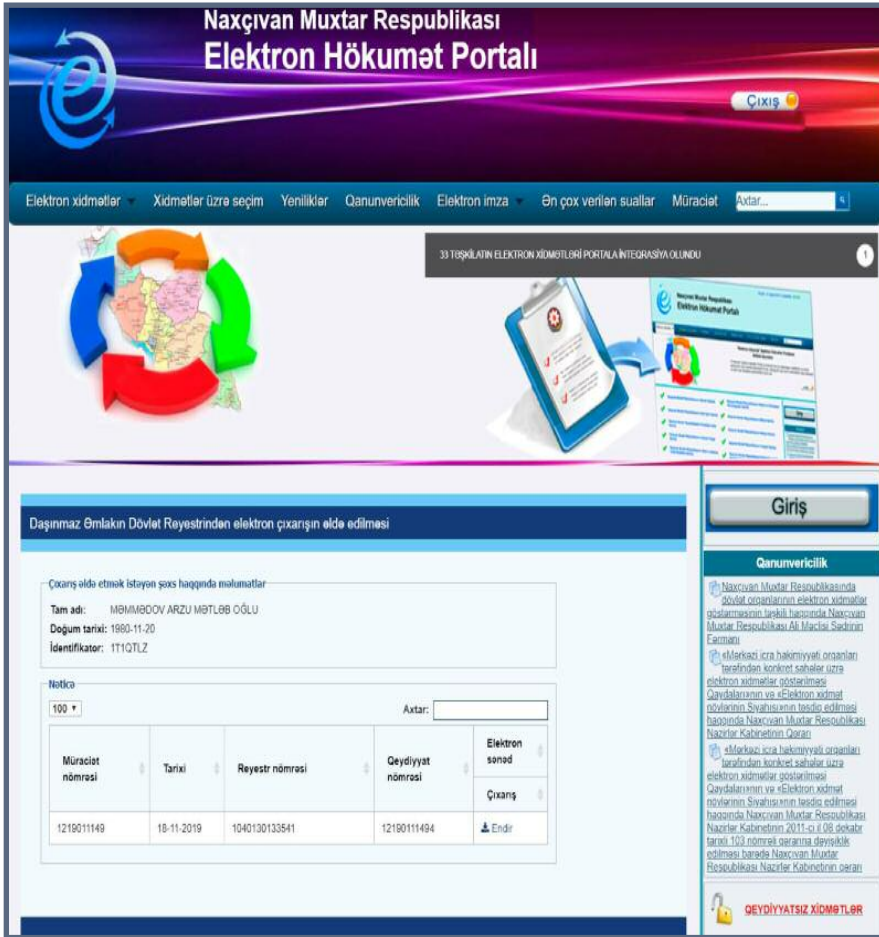 Naxçıvan Muxtar Respublikası
Elektron Hökumət Portalı
Çıxış
Elektron xidmətlər
Xidmətlər üzrə seçim
Yeniliklər
Qanunvericilik
Elektron imza
Ən çox verilən suallar
Müraciət
Axtar...
33 TƏŞKİLATIN ELEKTRON XİDMƏTLƏRİ PORTALA İNTEQRASİYA OLUNDU
1
Naxçıvan Muxtar Respublikası
Elektron Hökumət Portalı
Daşınmaz Əmlakın Dövlət Reyestrindən elektron çıxarışın əldə edilməsi
Çıxarış əldə etmək istəyən şəxs haqqında məlumatlar
Tam adı: MƏMMƏDOV ARZU MƏTLƏB OĞLU
Doğum tarixi: 1980-11-20
İdentifikator: 1T1QTLZ
Nəticə
100
Axtar:
Müraciət nömrəsi
Tarixi
Reyestr nömrəsi
Qeydiyyat nömrəsi
Elektron sənəd
Çıxarış
1219011149 18-11-2019 1040130133541 12190111494 Endir
Giriş
Qanunvericilik
Naxçıvan Muxtar Respublikasında
dövlət orqanlarının elektron xidmətlər
göstərməsinin təşkili haqqında Naxçıvan
Muxtar Respublikası Ali Məclisi Sədrinin
Fərmanı
«Mərkəzi icra hakimiyyəti orqanları
tərəfindən konkret sahələr üzrə
elektron xidmətlər göstərilməsi
Qaydaları»nın və «Elektron xidmət
növlərinin Siyahısı»nın təsdiq edilməsi
haqqında Naxçıvan Muxtar Respublikası
Nazirlər Kabinetinin Qərarı
«Mərkəzi icra hakimiyyəti orqanları
tərəfindən konkret sahələr üzrə
elektron xidmətlər göstərilməsi
Qaydaları»nın və «Elektron xidmət
növlərinin Siyahısı»nın təsdiq edilməsi
haqqında Naxçıvan Muxtar Respublikası
Nazirlər Kabinetinin 2011-ci il 08 dekabr
tarixli 103 nömrəli qərarına dəyişiklik
edilməsi barədə Naxçıvan Muxtar
Respublikası Nazirlər Kabinetinin qərarı
QEYDİYYATSIZ XİDMƏTLƏR